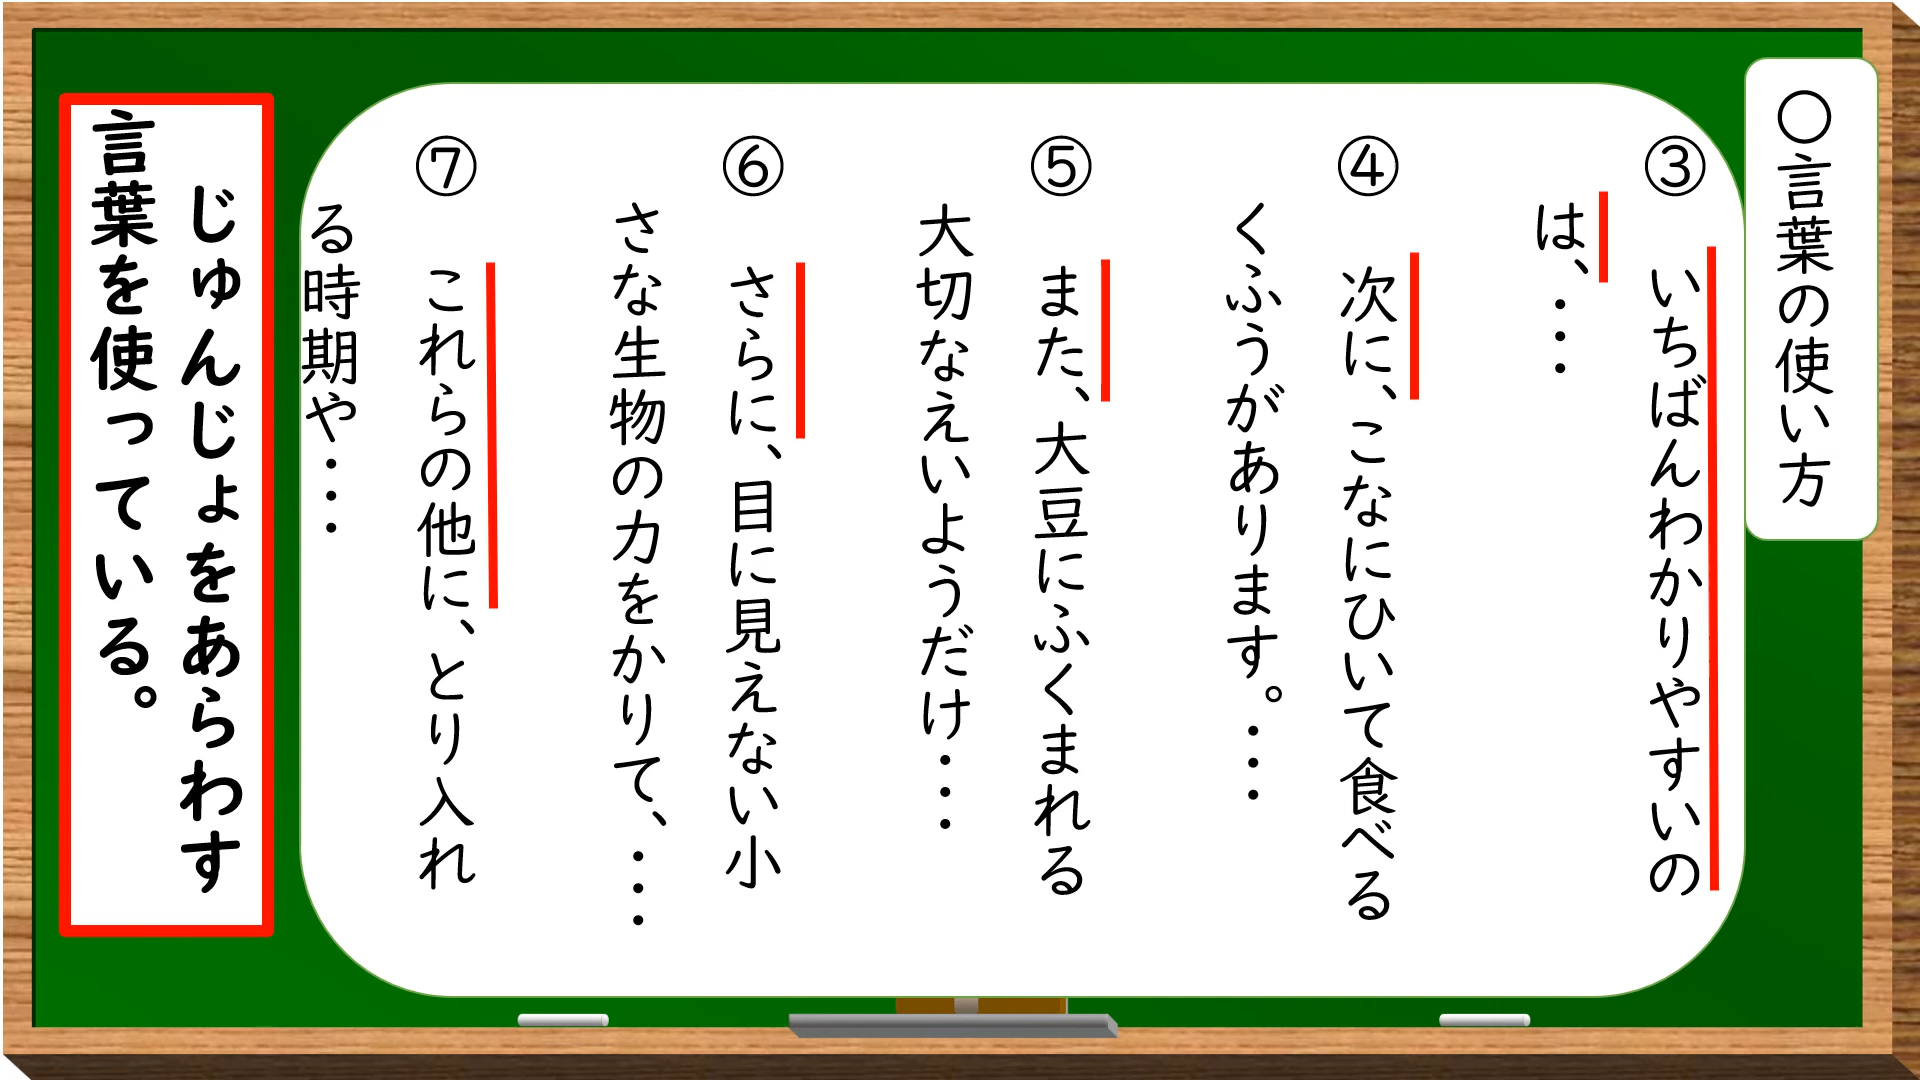 ○言葉の使い方
③ いちばんわかりやすいの
は、・・・
④ 次に、こなにひいて食べる
くふうがあります。・・・
⑤ また、大豆にふくまれる
大切なえいようだけ・・・
⑥ さらに、目に見えない小
さな生物の力をかりて、・・・
⑦ これらの他に、とり入れ
る時期や・・・
じゅんじょをあらわす
言葉を使っている。